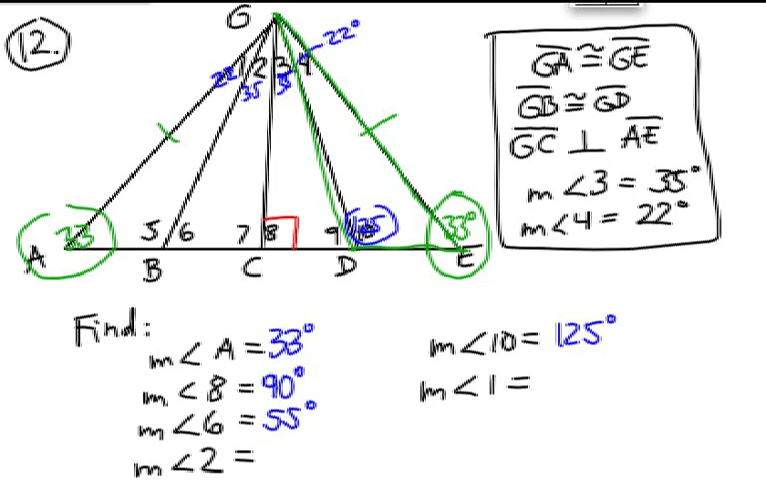 12.
G
22°
1 2 3 4
22 35 35
33 5 6 7 8 9 125 33°
A B C D E
GA ≅ GE
GB ≅ GD
GC ⊥ AE
m∠3 = 35°
m∠4 = 22°
Find:
m∠A = 33°
m∠8 = 90°
m∠6 = 55°
m∠2 =
m∠10 = 125°
m∠1 =